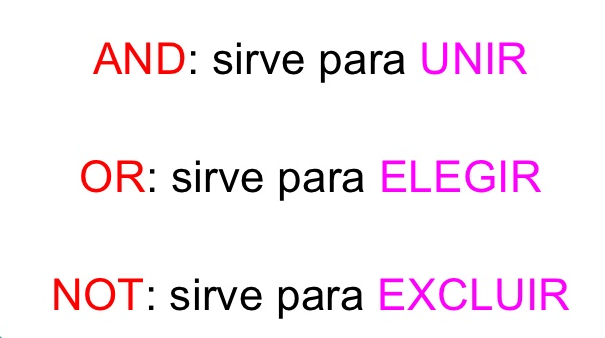 AND: sirve para UNIR
OR: sirve para ELEGIR
NOT: sirve para EXCLUIR